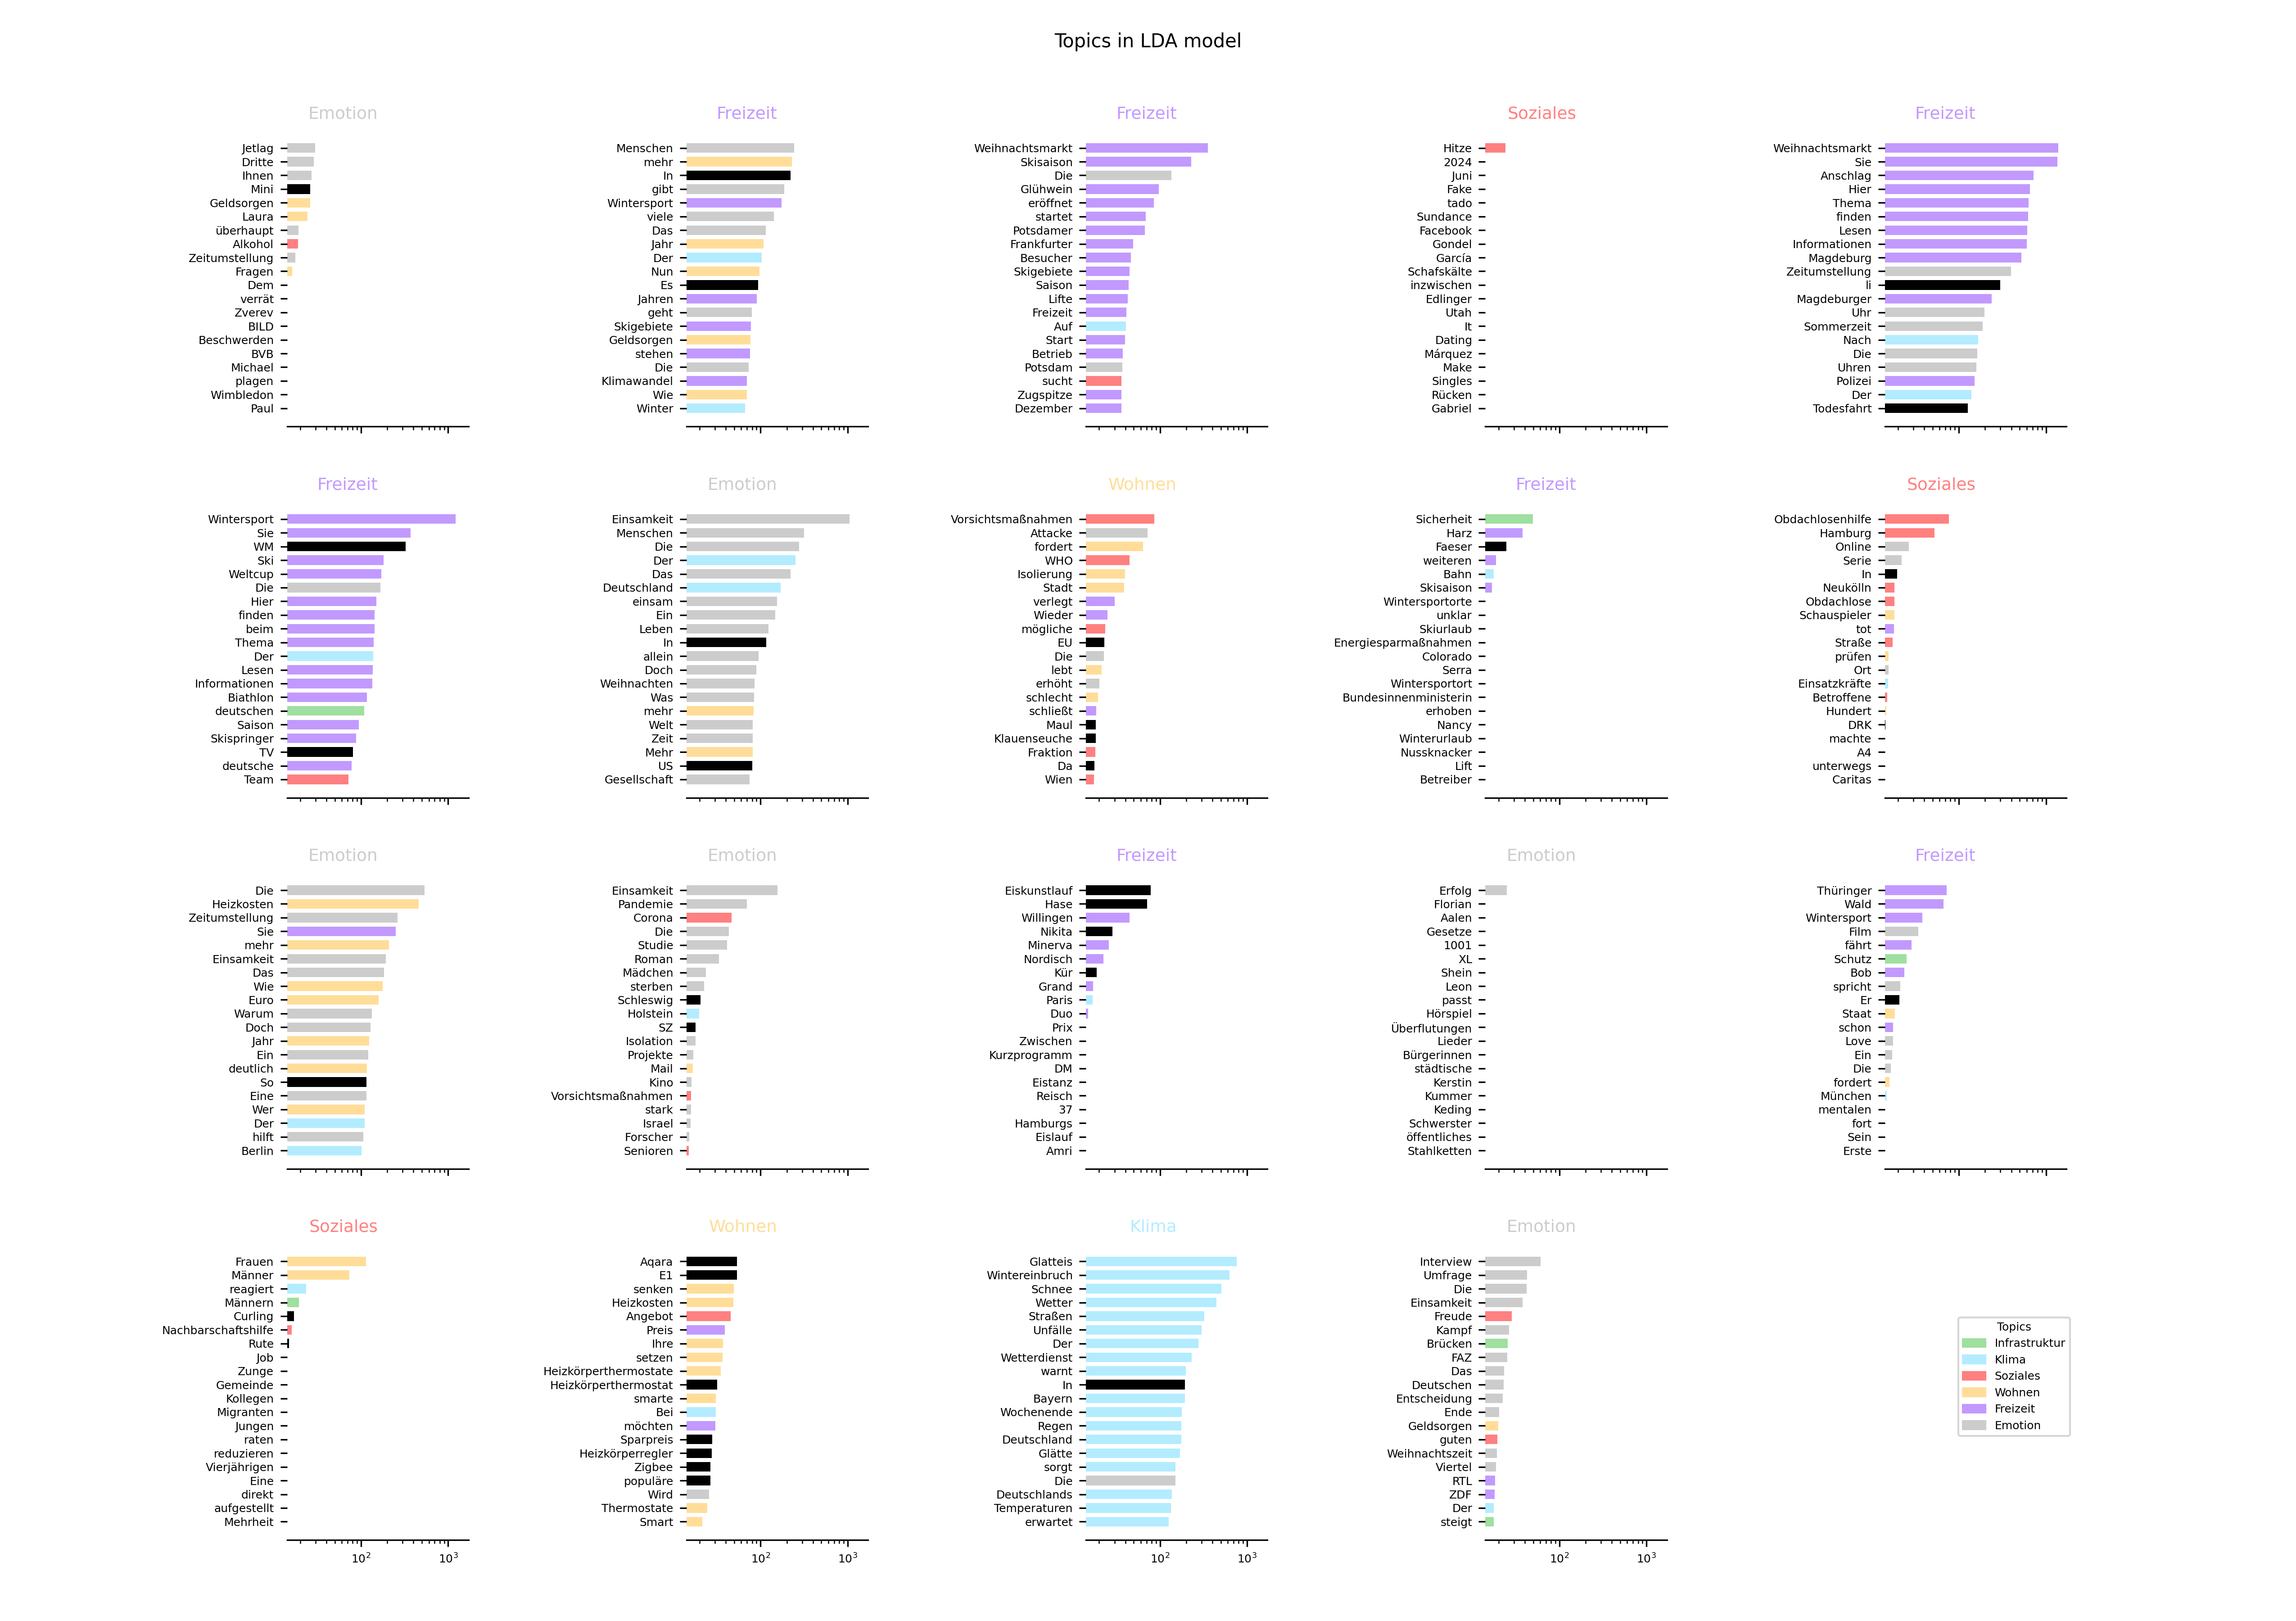 Topics in LDA model
Emotion
Jetlag
Dritte
Ihnen
Mini
Geldsorgen
Laura
überhaupt
Alkohol
Zeitumstellung
Fragen
Dem
verrät
Zverev
BILD
Beschwerden
BVB
Michael
plagen
Wimbledon
Paul
Freizeit
Menschen
mehr
In
gibt
Wintersport
viele
Das
Jahr
Der
Nun
Es
Jahren
geht
Skigebiete
Geldsorgen
stehen
Die
Klimawandel
Wie
Winter
Freizeit
Weihnachtsmarkt
Skisaison
Die
Glühwein
eröffnet
startet
Potsdamer
Frankfurter
Besucher
Skigebiete
Saison
Lifte
Freizeit
Auf
Start
Betrieb
Potsdam
sucht
Zugspitze
Dezember
Soziales
Hitze
2024
Juni
Fake
tado
Sundance
Facebook
Gondel
García
Schafskälte
inzwischen
Edlinger
Utah
It
Dating
Márquez
Make
Singles
Rücken
Gabriel
Freizeit
Weihnachtsmarkt
Sie
Anschlag
Hier
Thema
finden
Lesen
Informationen
Magdeburg
Zeitumstellung
li
Magdeburger
Uhr
Sommerzeit
Nach
Die
Uhren
Polizei
Der
Todesfahrt
Freizeit
Wintersport
Sie
WM
Ski
Weltcup
Die
Hier
finden
beim
Thema
Der
Lesen
Informationen
Biathlon
deutschen
Saison
Skispringer
TV
deutsche
Team
Emotion
Einsamkeit
Menschen
Die
Der
Das
Deutschland
einsam
Ein
Leben
In
allein
Doch
Weihnachten
Was
mehr
Welt
Zeit
Mehr
US
Gesellschaft
Wohnen
Vorsichtsmaßnahmen
Attacke
fordert
WHO
Isolierung
Stadt
verlegt
Wieder
mögliche
EU
Die
lebt
erhöht
schlecht
schließt
Maul
Klauenseuche
Fraktion
Da
Wien
Freizeit
Sicherheit
Harz
Faeser
weiteren
Bahn
Skisaison
Wintersportorte
unklar
Skiurlaub
Energiesparmaßnahmen
Colorado
Serra
Wintersportort
Bundesinnenministerin
erhoben
Nancy
Winterurlaub
Nussknacker
Lift
Betreiber
Soziales
Obdachlosenhilfe
Hamburg
Online
Serie
In
Neukölln
Obdachlose
Schauspieler
tot
Straße
prüfen
Ort
Einsatzkräfte
Betroffene
Hundert
DRK
machte
A4
unterwegs
Caritas
Emotion
Die
Heizkosten
Zeitumstellung
Sie
mehr
Einsamkeit
Das
Wie
Euro
Warum
Doch
Jahr
Ein
deutlich
So
Eine
Wer
Der
hilft
Berlin
Emotion
Einsamkeit
Pandemie
Corona
Die
Studie
Roman
Mädchen
sterben
Schleswig
Holstein
SZ
Isolation
Projekte
Mail
Kino
Vorsichtsmaßnahmen
stark
Israel
Forscher
Senioren
Freizeit
Eiskunstlauf
Hase
Willingen
Nikita
Minerva
Nordisch
Kür
Grand
Paris
Duo
Prix
Zwischen
Kurzprogramm
DM
Eistanz
Reisch
37
Hamburgs
Eislauf
Amri
Emotion
Erfolg
Florian
Aalen
Gesetze
1001
XL
Shein
Leon
passt
Hörspiel
Überflutungen
Lieder
Bürgerinnen
städtische
Kerstin
Kummer
Keding
Schwerster
öffentliches
Stahlketten
Freizeit
Thüringer
Wald
Wintersport
Film
fährt
Schutz
Bob
spricht
Er
Staat
schon
Love
Ein
Die
fordert
München
mentalen
fort
Sein
Erste
Soziales
Frauen
Männer
reagiert
Männern
Curling
Nachbarschaftshilfe
Rute
Job
Zunge
Gemeinde
Kollegen
Migranten
Jungen
raten
reduzieren
Vierjährigen
Eine
direkt
aufgestellt
Mehrheit
10² 10³
Wohnen
Aqara
E1
senken
Heizkosten
Angebot
Preis
Ihre
setzen
Heizkörperthermostate
Heizkörperthermostat
smarte
Bei
möchten
Sparpreis
Heizkörperregler
Zigbee
populäre
Wird
Thermostate
Smart
10² 10³
Klima
Glatteis
Wintereinbruch
Schnee
Wetter
Straßen
Unfälle
Der
Wetterdienst
warnt
In
Bayern
Wochenende
Regen
Deutschland
Glätte
sorgt
Die
Deutschlands
Temperaturen
erwartet
10² 10³
Emotion
Interview
Umfrage
Die
Einsamkeit
Freude
Kampf
Brücken
FAZ
Das
Deutschen
Entscheidung
Ende
Geldsorgen
guten
Weihnachtszeit
Viertel
RTL
ZDF
Der
steigt
10² 10³
Topics
Infrastruktur
Klima
Soziales
Wohnen
Freizeit
Emotion